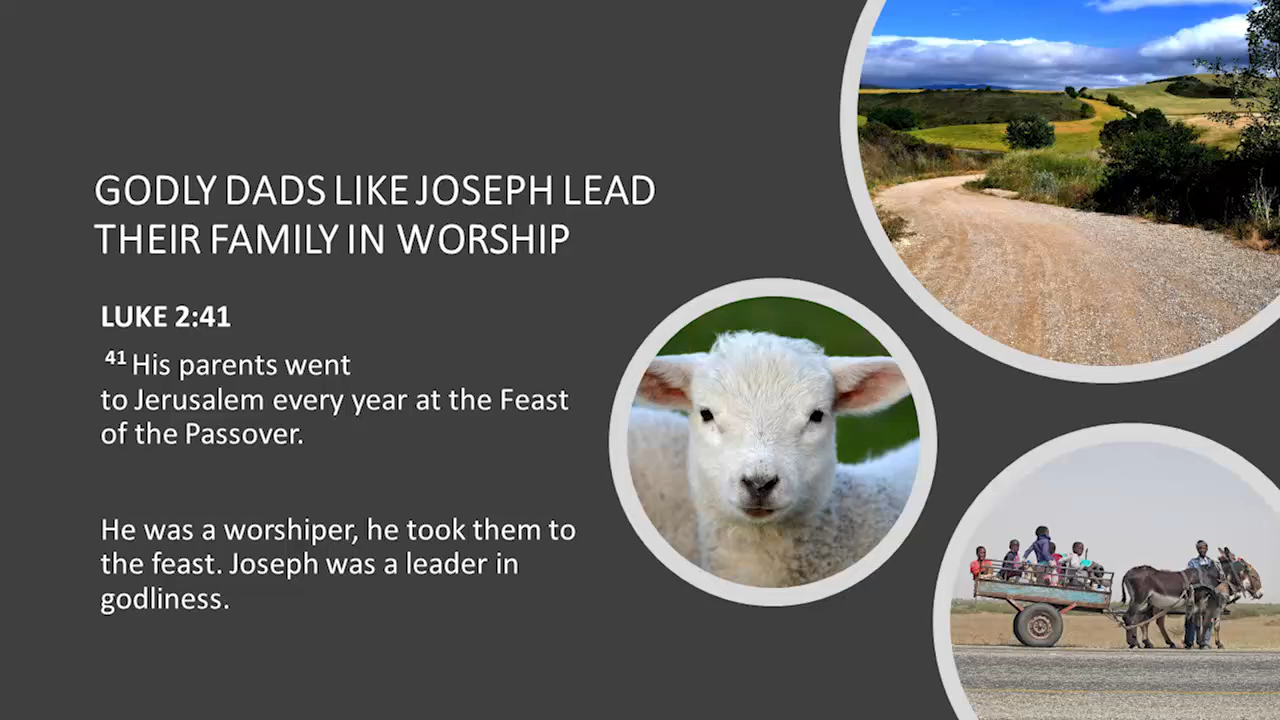 GODLY DADS LIKE JOSEPH LEAD
THEIR FAMILY IN WORSHIP
LUKE 2:41
41 His parents went
to Jerusalem every year at the Feast
of the Passover.
He was a worshiper, he took them to
the feast. Joseph was a leader in
godliness.